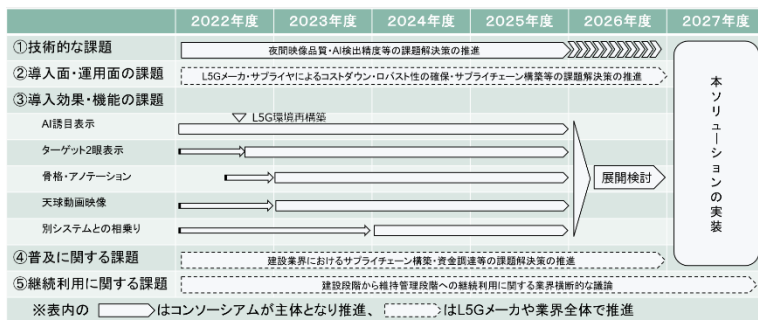 2022年度 2023年度 2024年度 2025年度 2026年度 2027年度
①技術的な課題
夜間映像品質・AI検出精度等の課題解決策の推進
②導入面・運用面の課題
L5Gメーカ・サプライヤによるコストダウン・ロバスト性の確保・サプライチェーン構築等の課題解決策の推進
③導入効果・機能の課題
L5G環境再構築
AI誘目表示
ターゲット2眼表示
骨格・アノテーション
天球動画映像
別システムとの相乗り
展開検討
本ソリューションの実装
④普及に関する課題
建設業界におけるサプライチェーン構築・資金調達等の課題解決策の推進
⑤継続利用に関する課題
建設段階から維持管理段階への継続利用に関する業界横断的な議論
※表内の はコンソーシアムが主体となり推進、 はL5Gメーカや業界全体で推進